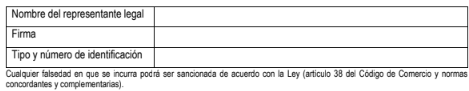 Nombre del representante legal
Firma
Tipo y número de identificación
Cualquier falsedad en que se incurra podrá ser sancionada de acuerdo con la Ley (artículo 38 del Código de Comercio y normas
concordantes y complementarias).